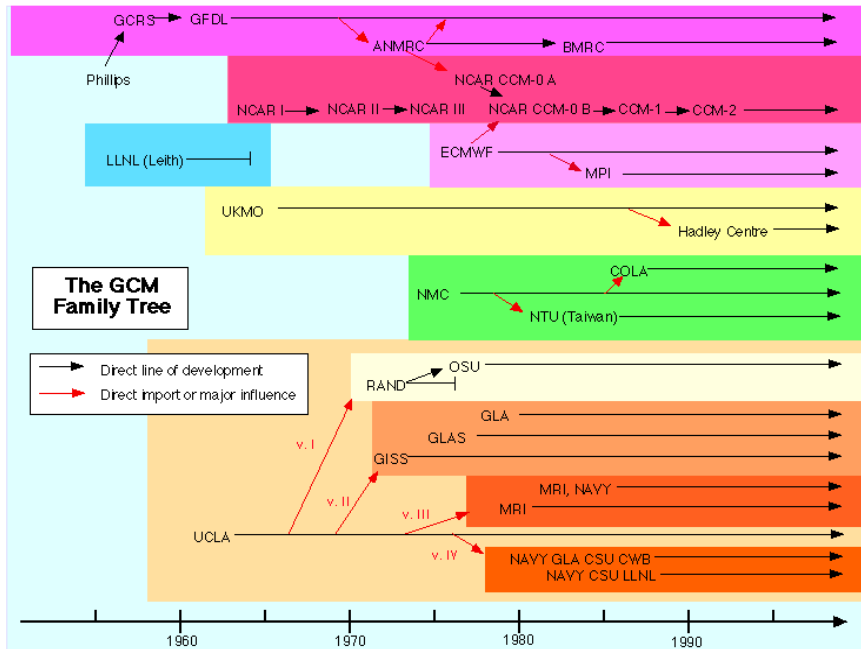 GCRS
GFDL
ANMRC
BMRC
Phillips
NCAR CCM-0 A
NCAR I
NCAR II
NCAR III
NCAR CCM-0 B
CCM-1
CCM-2
LLNL (Leith)
ECMWF
MPI
UKMO
Hadley Centre
The GCM
Family Tree
COLA
NMC
NTU (Taiwan)
Direct line of development
Direct import or major influence
OSU
RAND
GLA
GLAS
GISS
v. I
v. II
MRI, NAVY
MRI
v. III
UCLA
v. IV
NAVY GLA CSU CWB
NAVY CSU LLNL
1960
1970
1980
1990